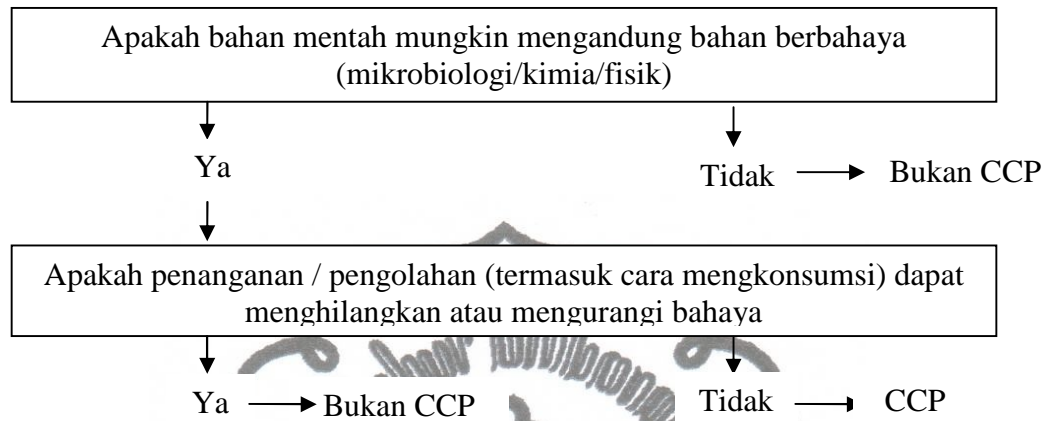 Apakah bahan mentah mungkin mengandung bahan berbahaya
(mikrobiologi/kimia/fisik)
Ya
Tidak
Bukan CCP
Apakah penanganan / pengolahan (termasuk cara mengkonsumsi) dapat
menghilangkan atau mengurangi bahaya
Ya
Bukan CCP
Tidak
CCP